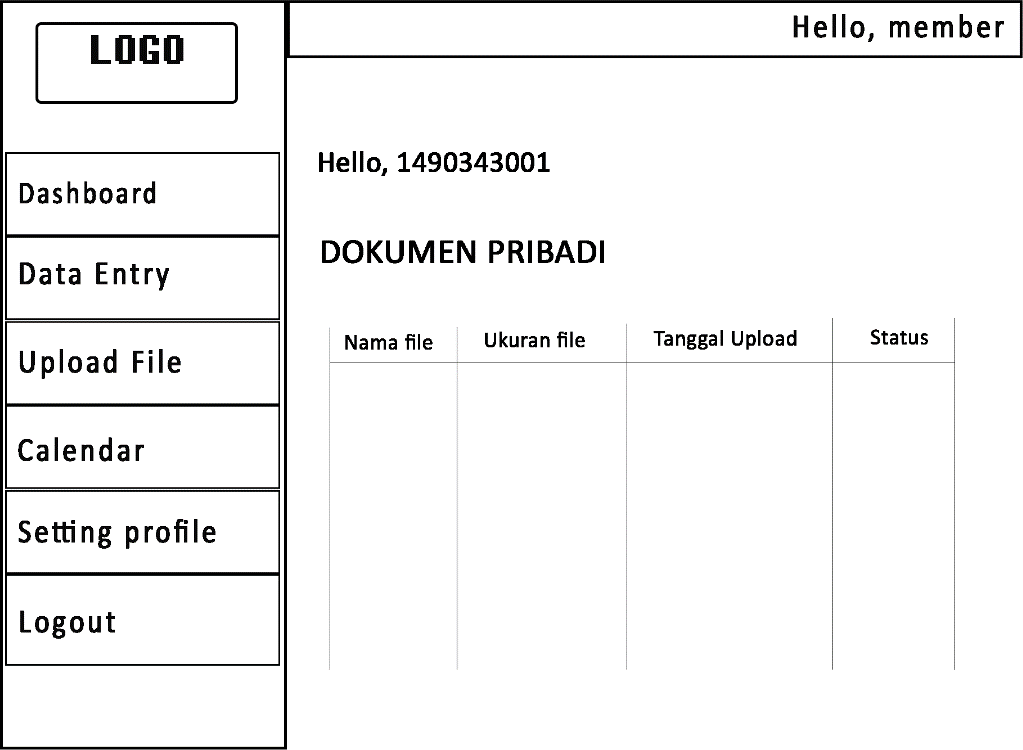 LOGO
Hello, member
Dashboard
Data Entry
Upload File
Calendar
Setting profile
Logout
Hello, 1490343001
DOKUMEN PRIBADI
Nama file
Ukuran file
Tanggal Upload
Status